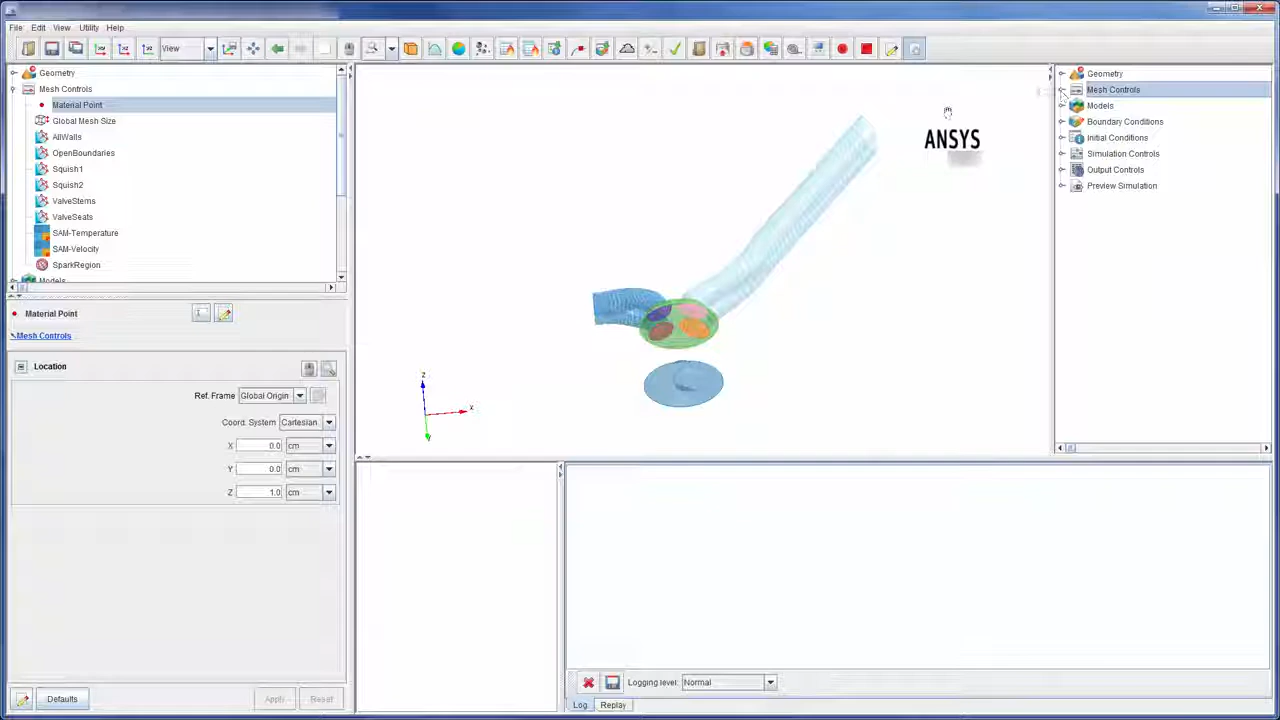 File Edit View Utility Help
View
Geometry
Mesh Controls
Material Point
Global Mesh Size
AllWalls
OpenBoundaries
Squish1
Squish2
ValveStems
ValveSeats
SAM-Temperature
SAM-Velocity
SparkRegion
Models
Material Point
Mesh Controls
Location
Ref. Frame Global Origin
Coord. System Cartesian
X 0.0 cm
Y 0.0 cm
Z 1.0 cm
Defaults Apply Reset
ANSYS
z
x
Geometry
Mesh Controls
Models
Boundary Conditions
Initial Conditions
Simulation Controls
Output Controls
Preview Simulation
Logging level: Normal
Log Replay